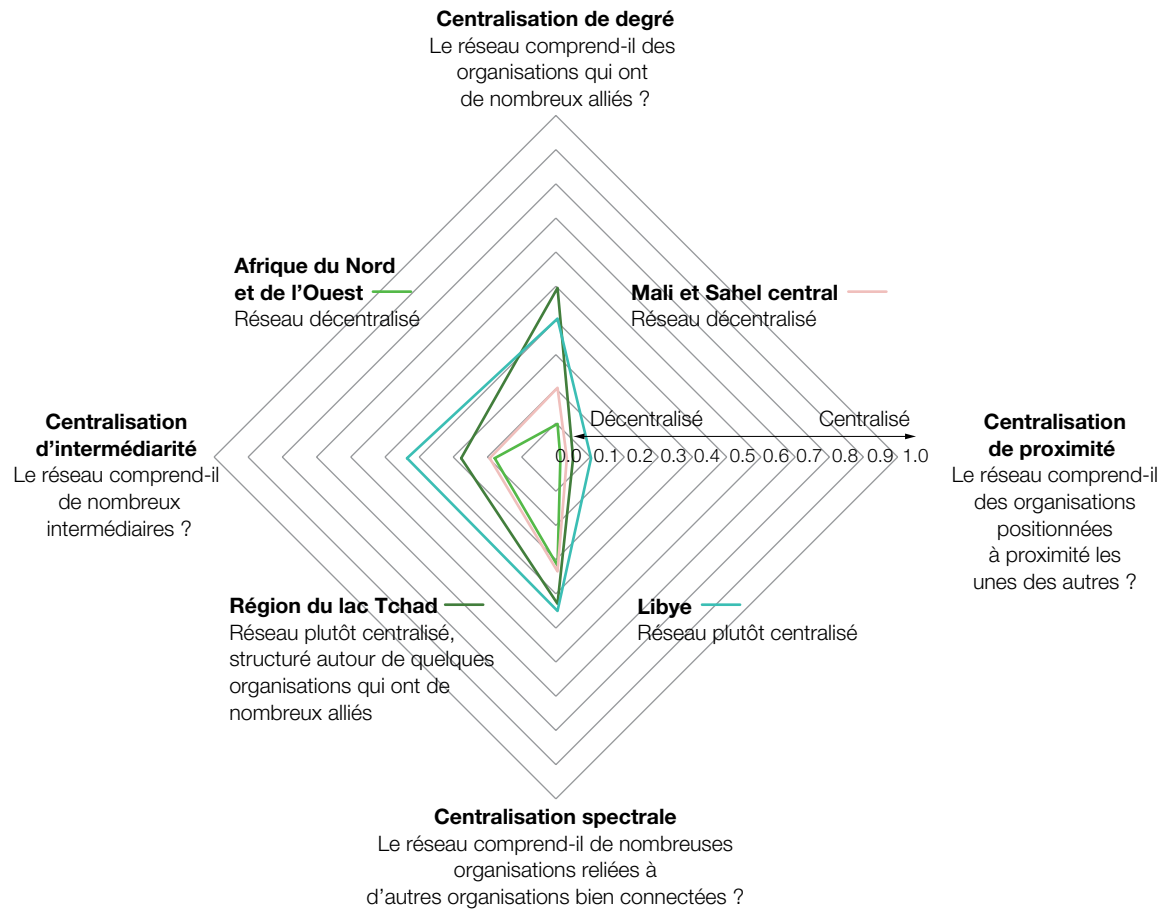 Centralisation de degré
Le réseau comprend-il des
organisations qui ont
de nombreux alliés ?
Afrique du Nord
et de l’Ouest
Réseau décentralisé
Mali et Sahel central
Réseau décentralisé
Centralisation
d’intermédiarité
Le réseau comprend-il
de nombreux
intermédiaires ?
Décentralisé
Centralisé
0.0 0.1 0.2 0.3 0.4 0.5 0.6 0.7 0.8 0.9 1.0
Centralisation
de proximité
Le réseau comprend-il
des organisations
positionnées
à proximité les
unes des autres ?
Région du lac Tchad
Réseau plutôt centralisé,
structuré autour de quelques
organisations qui ont de
nombreux alliés
Libye
Réseau plutôt centralisé
Centralisation spectrale
Le réseau comprend-il de nombreuses
organisations reliées à
d’autres organisations bien connectées ?